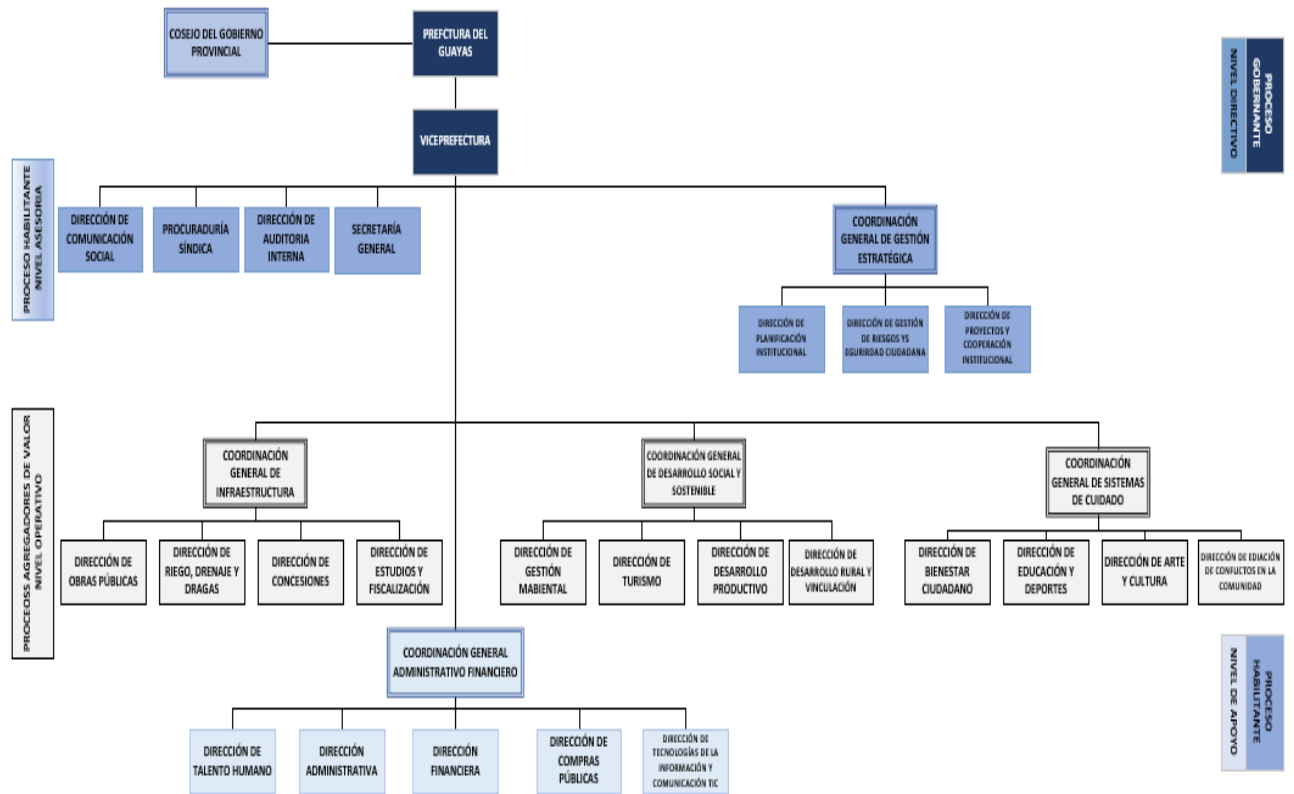 COSEJO DEL GOBIERNO
PROVINCIAL
PREFCTURA DEL
GUAYAS
VICEPREFECTURA
PROCESO
GOBERNANTE
NIVEL DIRECTIVO
PROCESO HABILITANTE
NIVEL ASESORIA
DIRECCIÓN DE
COMUNICACIÓN
SOCIAL
PROCURADURÍA
SÍNDICA
DIRECCIÓN DE
AUDITORIA
INTERNA
SECRETARÍA
GENERAL
COORDINACIÓN
GENERAL DE GESTIÓN
ESTRATÉGICA
DIRECCIÓN DE
PLANIFICACIÓN
INSTITUCIONAL
DIRECCIÓN DE GESTIÓN
DE RIESGOS YS
EGURIRDAD CIUDADANA
DIRECCIÓN DE
PROYECTOS Y
COOPERACIÓN
INSTITUCIONAL
PROCEOSS AGREGADORES DE VALOR
NIVEL OPERATIVO
COORDINACIÓN
GENERAL DE
INFRAESTRUCTURA
COORDINACIÓN GENERAL
DE DESARROLLO SOCIAL Y
SOSTENIBLE
COORDINACIÓN
GENERAL DE SISTEMAS
DE CUIDADO
DIRECCIÓN DE
OBRAS PÚBLICAS
DIRECCIÓN DE
RIEGO, DRENAJE Y
DRAGAS
DIRECCIÓN DE
CONCESIONES
DIRECCIÓN DE
ESTUDIOS Y
FISCALIZACIÓN
DIRECCIÓN DE
GESTIÓN
MABIENTAL
DIRECCIÓN DE
TURISMO
DIRECCIÓN DE
DESARROLLO
PRODUCTIVO
DIRECCIÓN DE
DESARROLLO RURAL Y
VINCULACIÓN
DIRECCIÓN DE
BIENESTAR
CIUDADANO
DIRECCIÓN DE
EDUCACIÓN Y
DEPORTES
DIRECCIÓN DE ARTE
Y CULTURA
DIRECCIÓN DE EDIACIÓN
DE CONFLICTOS EN LA
COMUNIDAD
COORDINACIÓN GENERAL
ADMINISTRATIVO FINANCIERO
PROCESO
HABILITANTE
NIVEL DE APOYO
DIRECCIÓN DE
TALENTO HUMANO
DIRECCIÓN
ADMINISTRATIVA
DIRECCIÓN
FINANCIERA
DIRECCIÓN DE
COMPRAS
PÚBLICAS
DIRECCIÓN DE
TECNOLOGÍAS DE LA
INFORMACIÓN Y
COMUNICACIÓN TIC